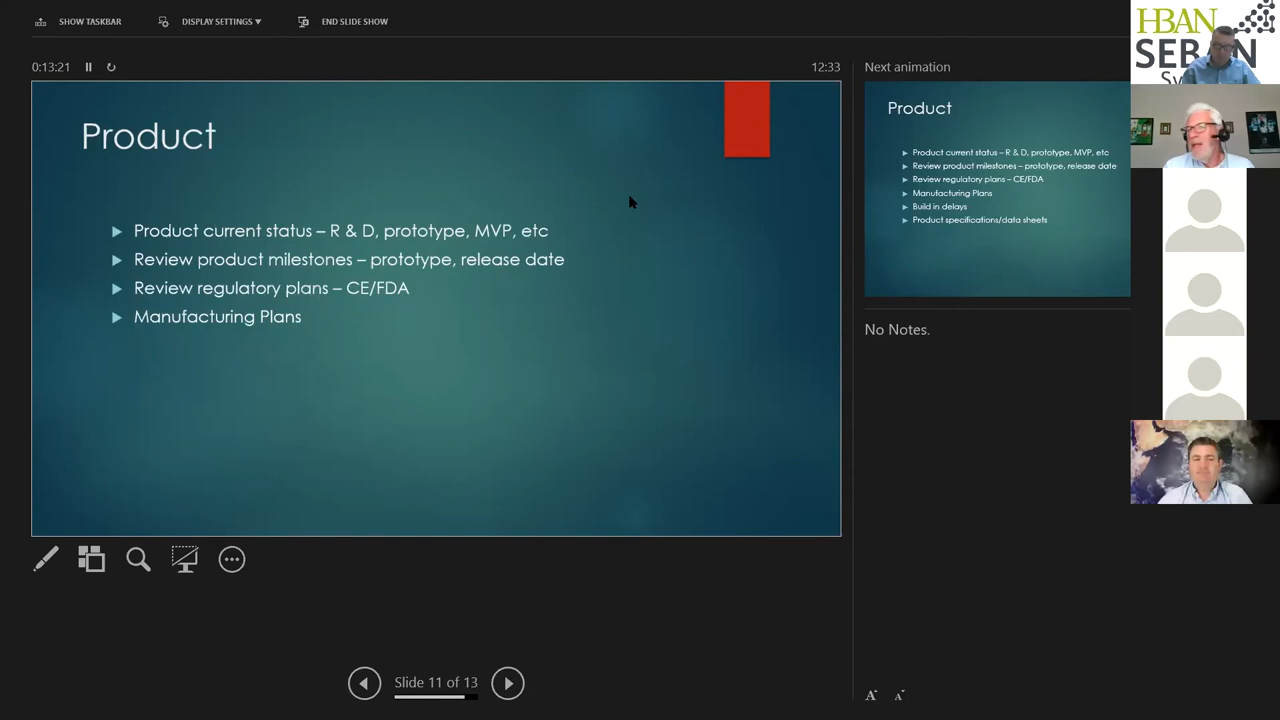 SHOW TASKBAR
DISPLAY SETTINGS ▼
END SLIDE SHOW
0:13:21
12:33
Product
Product current status – R & D, prototype, MVP, etc
Review product milestones – prototype, release date
Review regulatory plans – CE/FDA
Manufacturing Plans
Slide 11 of 13
Next animation
Product
Product current status – R & D, prototype, MVP, etc
Review product milestones – prototype, release date
Review regulatory plans – CE/FDA
Manufacturing Plans
Build in delays
Product specifications/data sheets
No Notes.
A A
HBAN